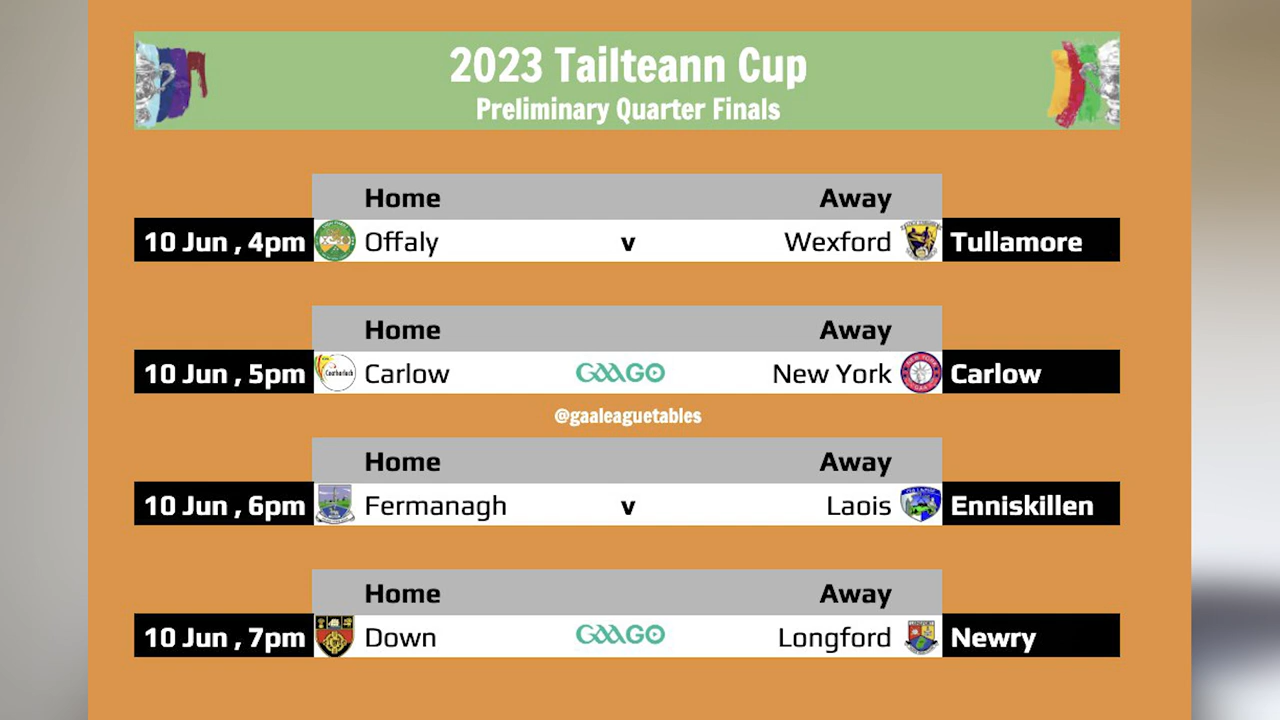 2023 Tailteann Cup
Preliminary Quarter Finals
Home Away
10 Jun , 4pm Offaly v Wexford Tullamore
Home Away
10 Jun , 5pm Carlow GAAGO New York Carlow
@gaaleaguetables
Home Away
10 Jun , 6pm Fermanagh v Laois Enniskillen
Home Away
10 Jun , 7pm Down GAAGO Longford Newry